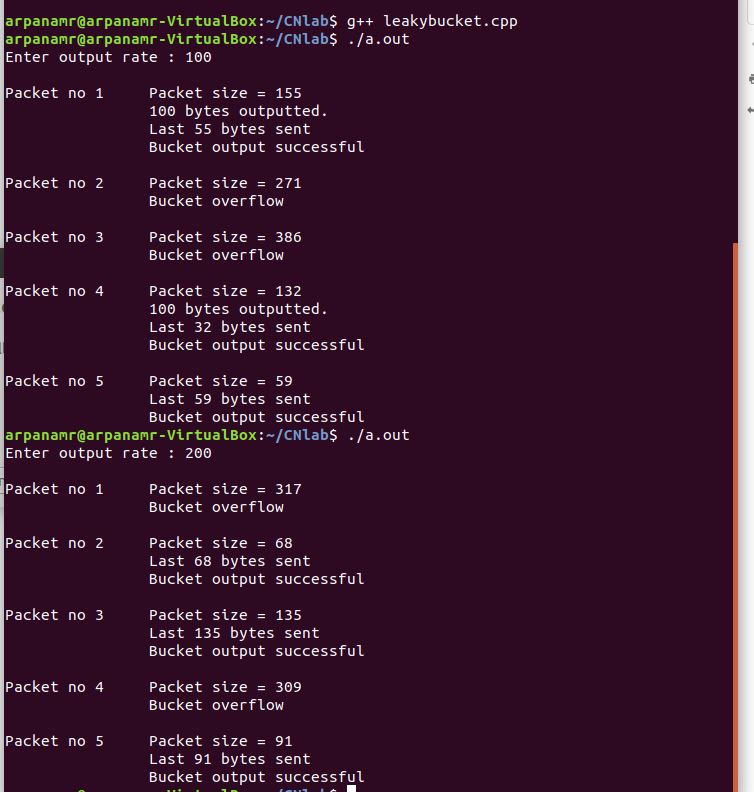 arpanamr@arpanamr-VirtualBox:~/CNlab$ g++ leakybucket.cpp
arpanamr@arpanamr-VirtualBox:~/CNlab$ ./a.out
Enter output rate : 100
Packet no 1     Packet size = 155
                100 bytes outputted.
                Last 55 bytes sent
                Bucket output successful
Packet no 2     Packet size = 271
                Bucket overflow
Packet no 3     Packet size = 386
                Bucket overflow
Packet no 4     Packet size = 132
                100 bytes outputted.
                Last 32 bytes sent
                Bucket output successful
Packet no 5     Packet size = 59
                Last 59 bytes sent
                Bucket output successful
arpanamr@arpanamr-VirtualBox:~/CNlab$ ./a.out
Enter output rate : 200
Packet no 1     Packet size = 317
                Bucket overflow
Packet no 2     Packet size = 68
                Last 68 bytes sent
                Bucket output successful
Packet no 3     Packet size = 135
                Last 135 bytes sent
                Bucket output successful
Packet no 4     Packet size = 309
                Bucket overflow
Packet no 5     Packet size = 91
                Last 91 bytes sent
                Bucket output successful